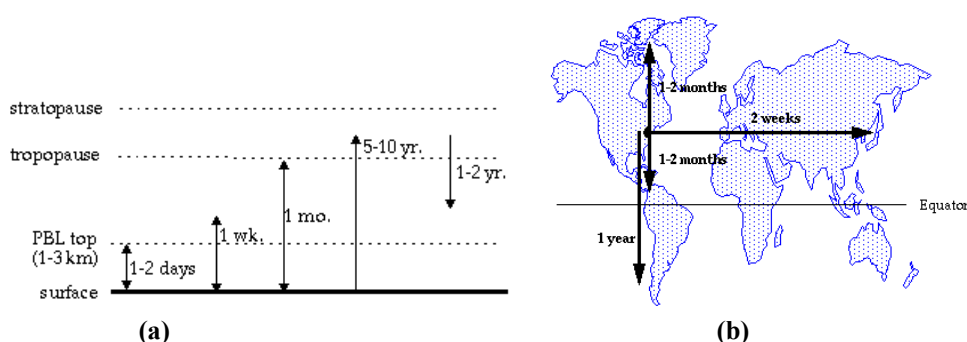 stratopause
tropopause
5-10 yr.
1-2 yr.
1 mo.
PBL top
(1-3 km)
1 wk.
1-2 days
surface
(a)
1-2 months
2 weeks
1-2 months
Equator
1 year
(b)